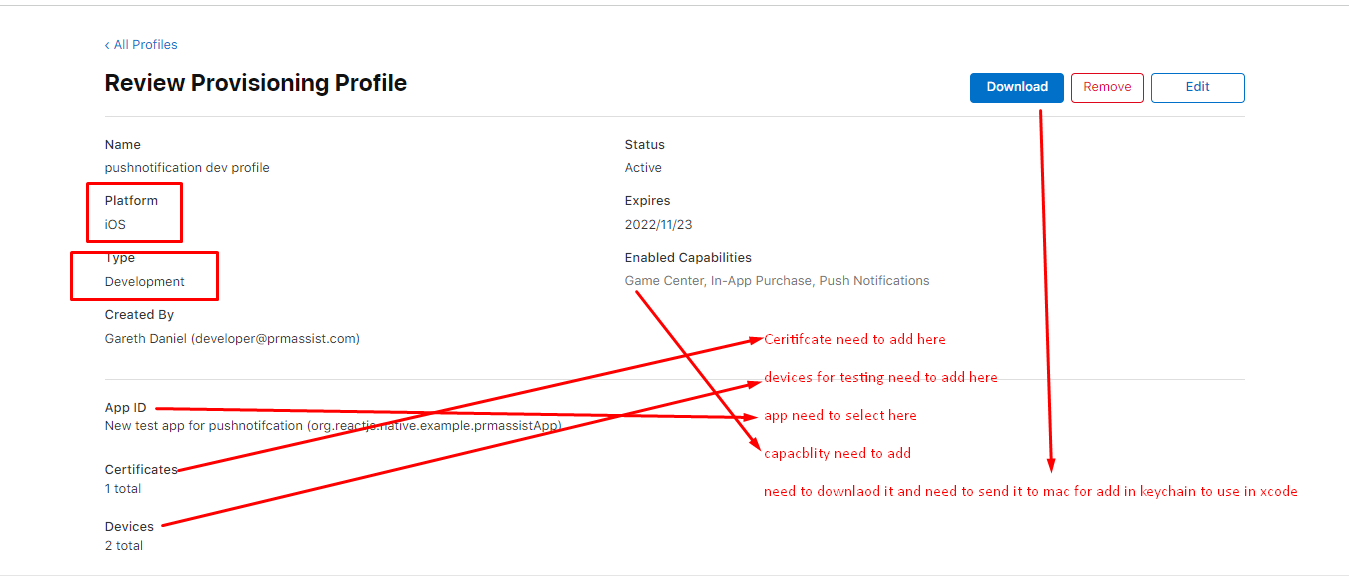 ‹ All Profiles
Review Provisioning Profile
Download
Remove
Edit
Name
pushnotification dev profile
Status
Active
Platform
iOS
Expires
2022/11/23
Type
Development
Enabled Capabilities
Game Center, In-App Purchase, Push Notifications
Created By
Gareth Daniel (developer@prmassist.com)
Ceritifcate need to add here
devices for testing need to add here
App ID
New test app for pushnotifcation (org.reactjs.native.example.prmassistApp)
app need to select here
capacblity need to add
Certificates
1 total
need to downlaod it and need to send it to mac for add in keychain to use in xcode
Devices
2 total